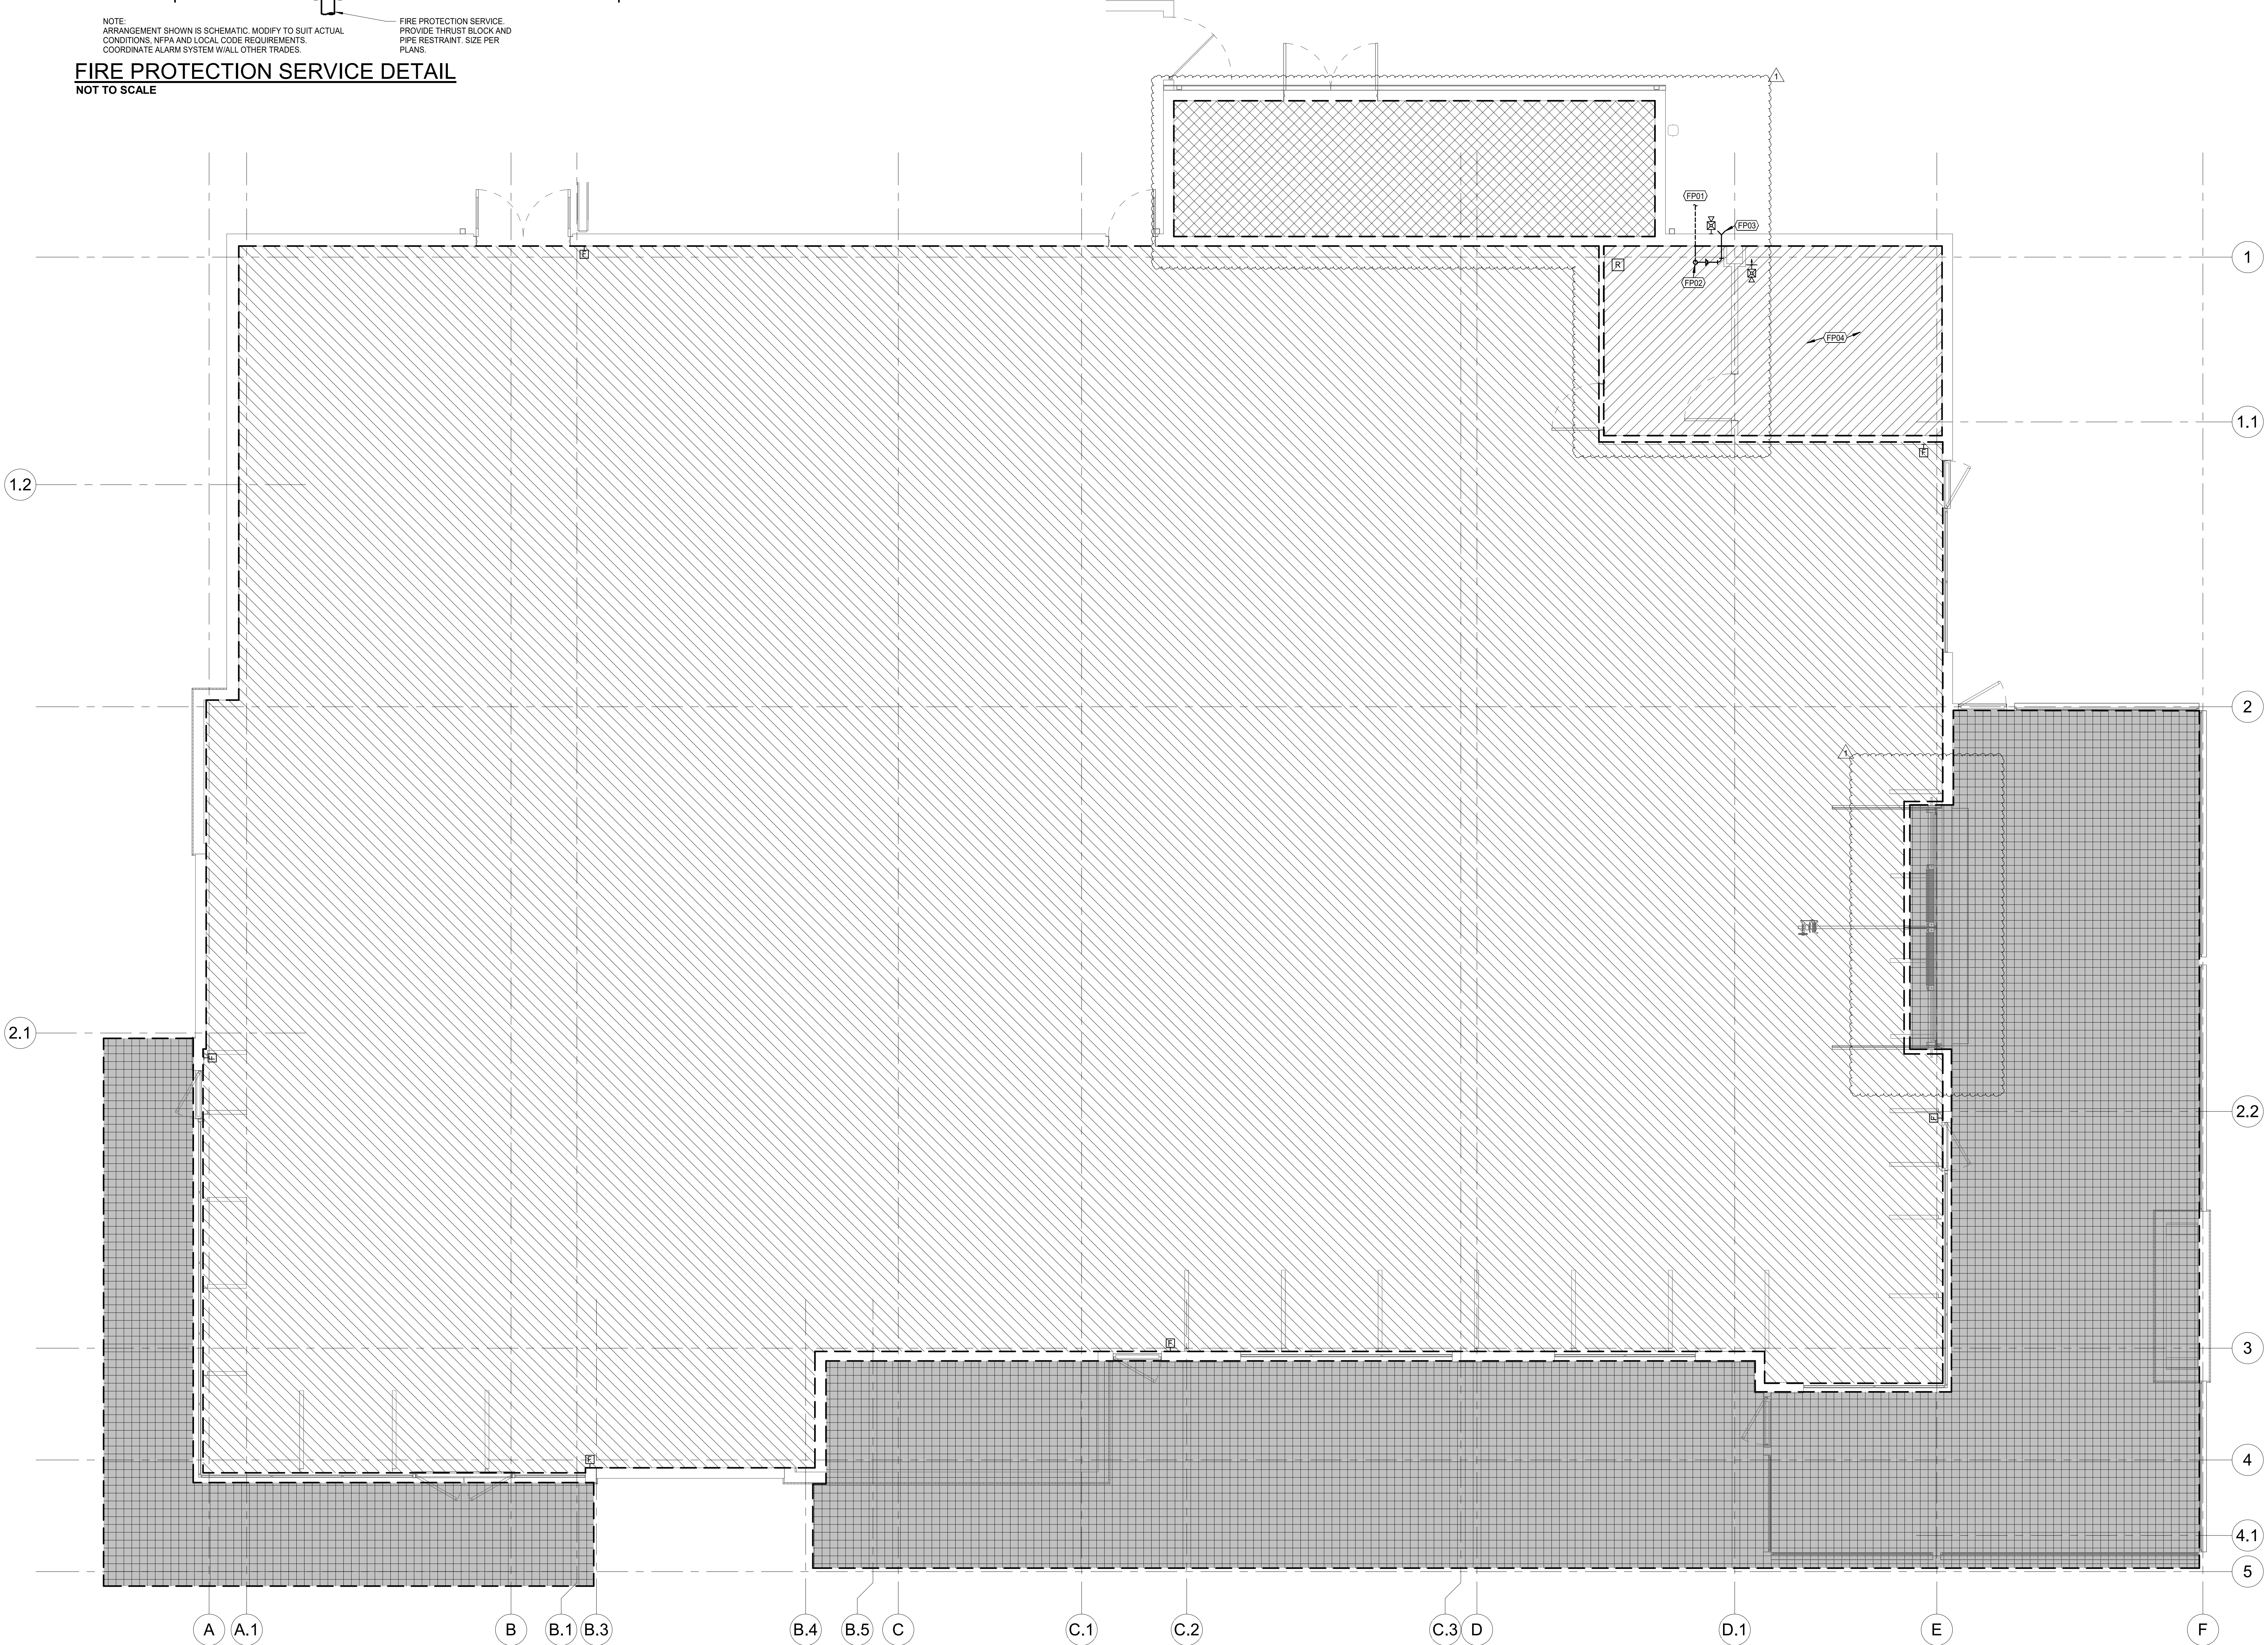 NOTE:
ARRANGEMENT SHOWN IS SCHEMATIC. MODIFY TO SUIT ACTUAL
CONDITIONS, NFPA AND LOCAL CODE REQUIREMENTS.
COORDINATE ALARM SYSTEM W/ALL OTHER TRADES.
FIRE PROTECTION SERVICE.
PROVIDE THRUST BLOCK AND
PIPE RESTRAINT. SIZE PER
PLANS.
FIRE PROTECTION SERVICE DETAIL
NOT TO SCALE
1
FP01
FP03
F
R
1
FP02
FP04
1.1
F
1.2
2
1
2.1
F
2.2
F
F
3
F
4
4.1
5
A
A.1
B
B.1
B.3
B.4
B.5
C
C.1
C.2
C.3
D
D.1
E
F